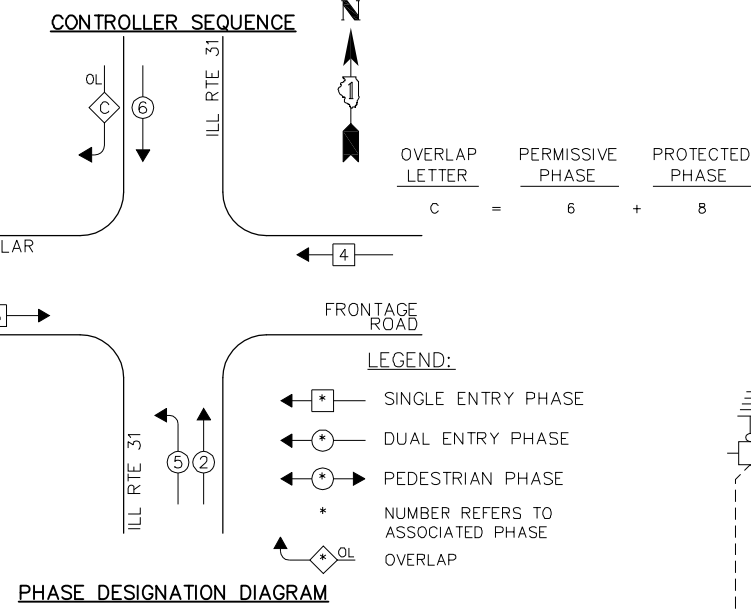 CONTROLLER SEQUENCE
N
ILL RTE 31
OL
C
6
1
OVERLAP LETTER
PERMISSIVE PHASE
PROTECTED PHASE
C = 6 + 8
LAR
4
FRONTAGE
ROAD
LEGEND:
* SINGLE ENTRY PHASE
* DUAL ENTRY PHASE
* PEDESTRIAN PHASE
* NUMBER REFERS TO
ASSOCIATED PHASE
* OL OVERLAP
5
2
ILL RTE 31
PHASE DESIGNATION DIAGRAM